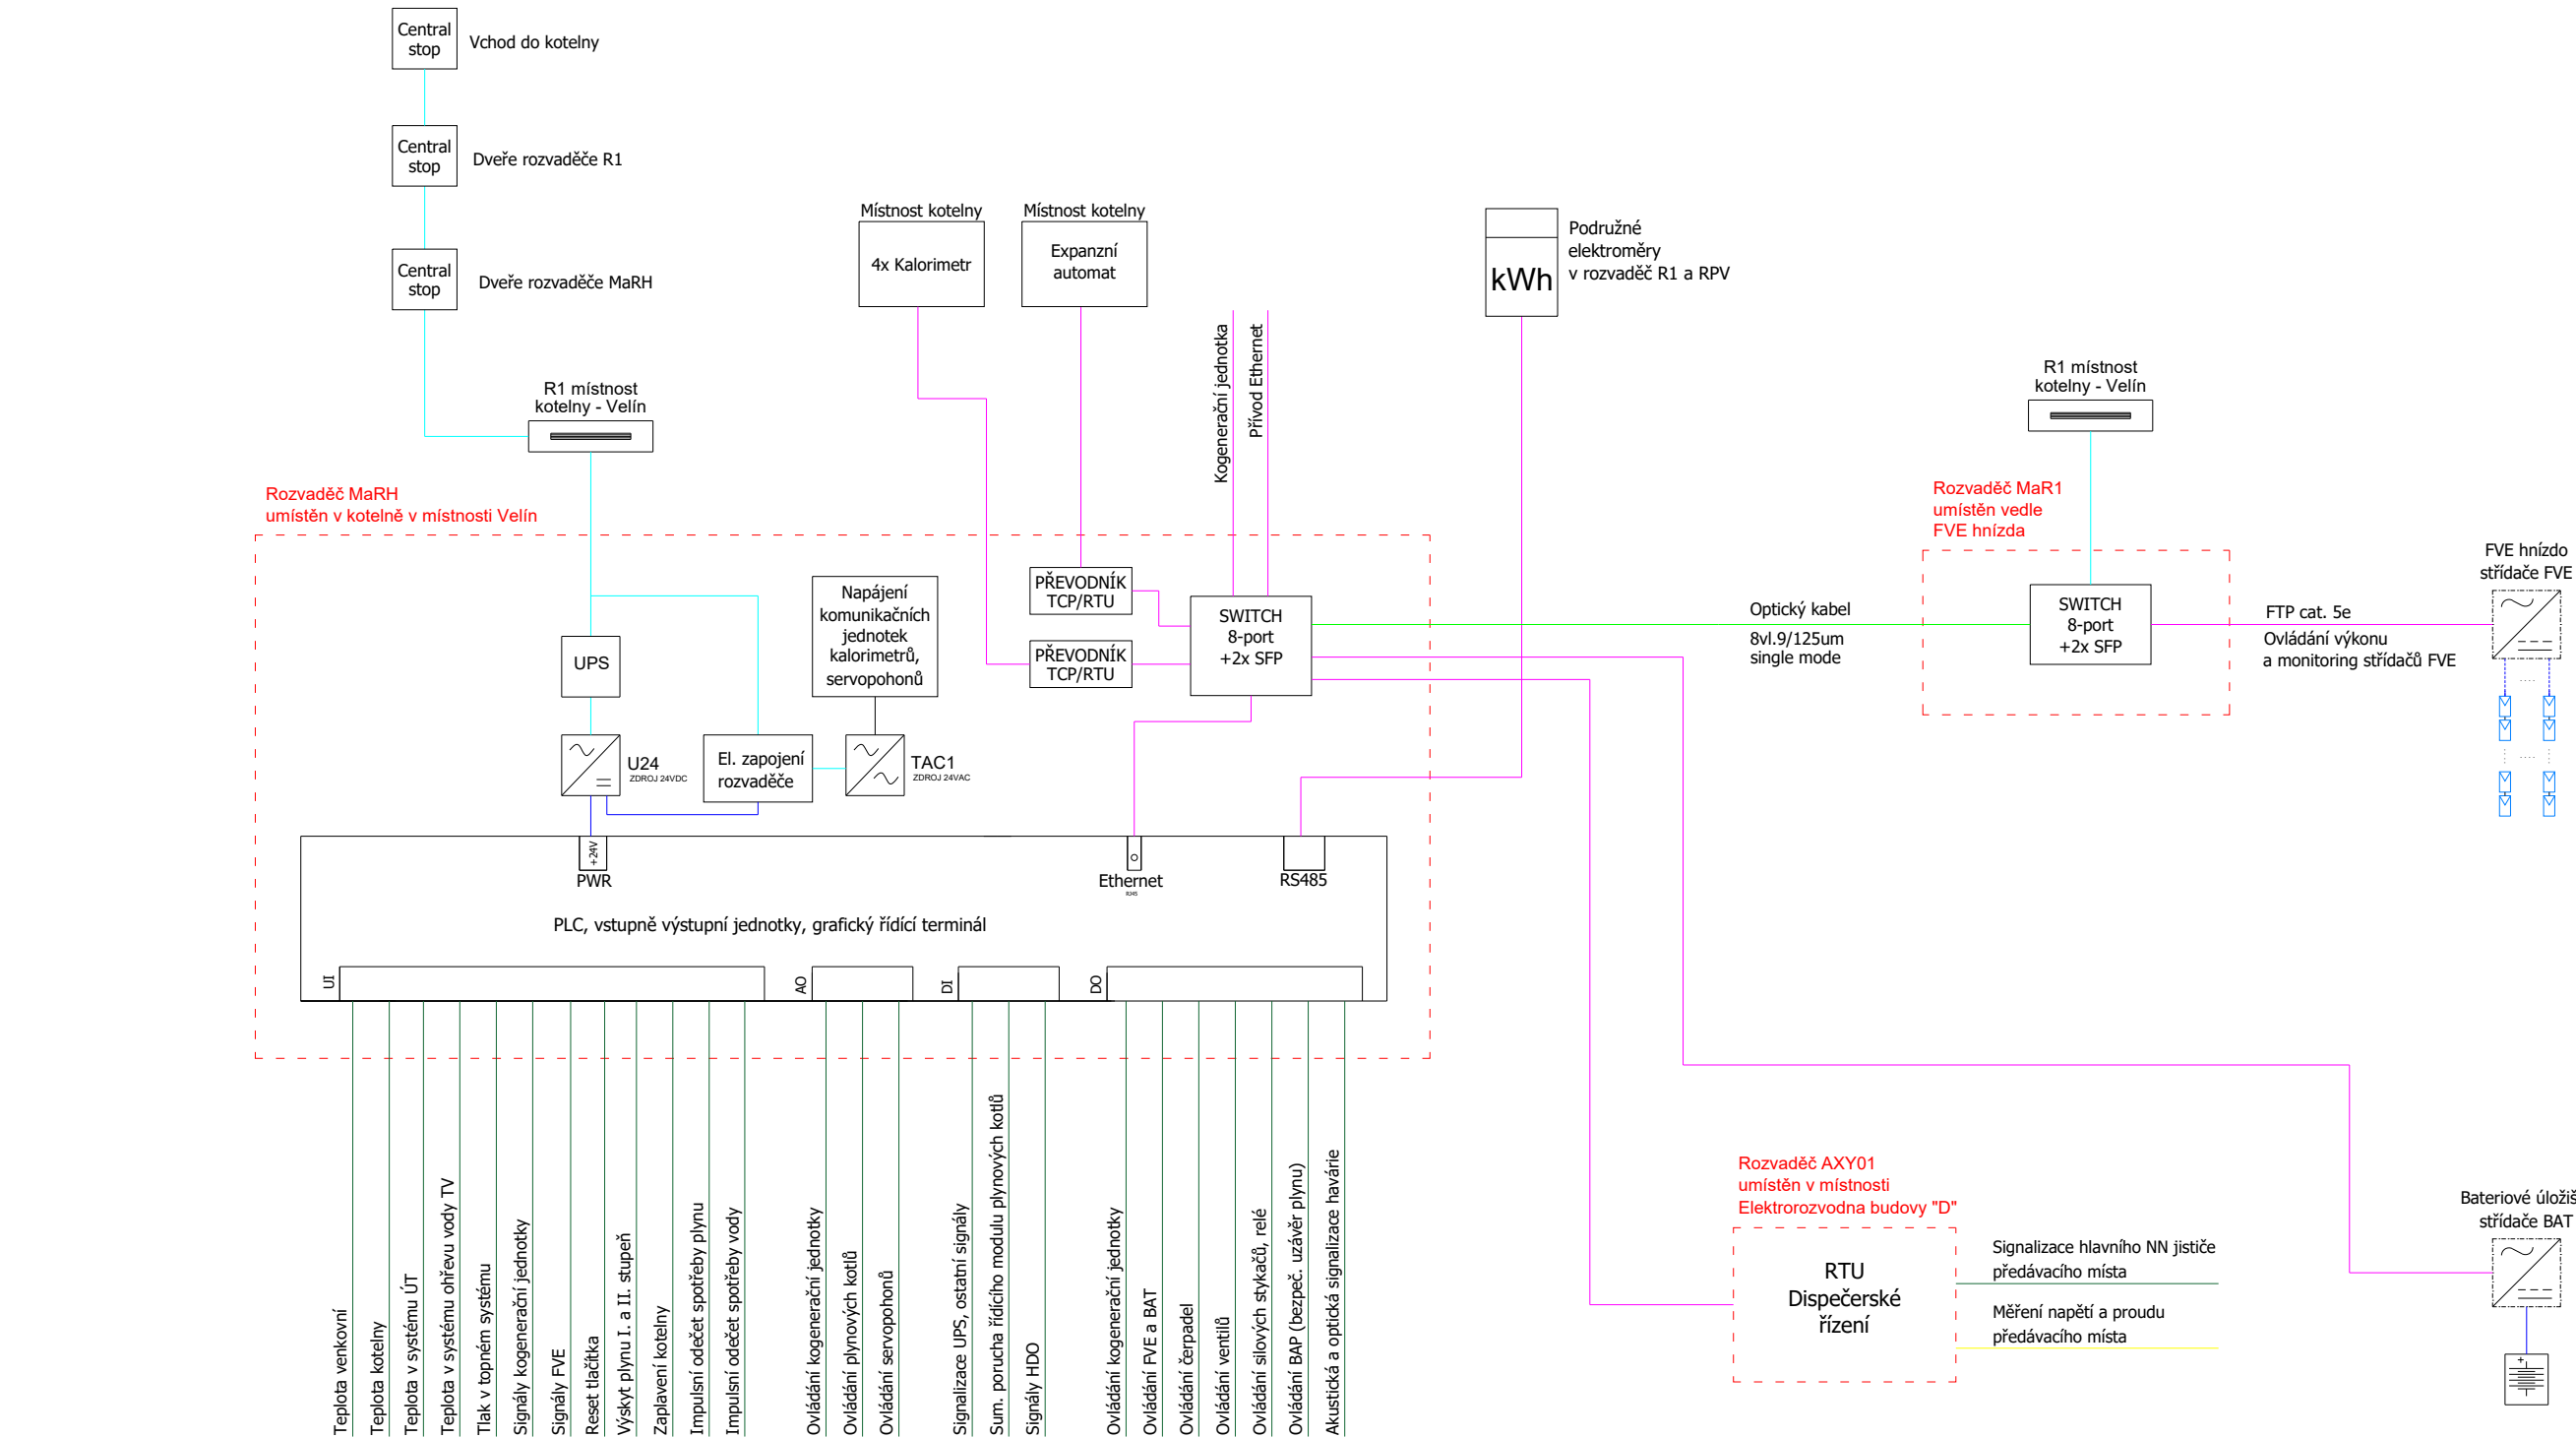 Central
stop
Vchod do kotelny
Central
stop
Dveře rozvaděče R1
Central
stop
Dveře rozvaděče MaRH
R1 místnost
kotelny - Velín
Místnost kotelny
4x Kalorimetr
Místnost kotelny
Expanzní
automat
Kogenerační jednotka
Přívod Ethernet
kWh
Podružné
elektroměry
v rozvaděč R1 a RPV
R1 místnost
kotelny - Velín
Rozvaděč MaRH
umístěn v kotelně v místnosti Velín
Rozvaděč MaR1
umístěn vedle
FVE hnízda
UPS
U24
ZDROJ 24VDC
El. zapojení
rozvaděče
Napájení
komunikačních
jednotek
kalorimetrů,
servopohonů
TAC1
ZDROJ 24VAC
PŘEVODNÍK
TCP/RTU
PŘEVODNÍK
TCP/RTU
SWITCH
8-port
+2x SFP
Optický kabel
8vl.9/125um
single mode
SWITCH
8-port
+2x SFP
FTP cat. 5e
Ovládání výkonu
a monitoring střídačů FVE
FVE hnízdo
střídače FVE
+24V
PWR
Ethernet
RJ45
RS485
PLC, vstupně výstupní jednotky, grafický řídící terminál
UI
AO
DI
DO
Teplota venkovní
Teplota kotelny
Teplota v systému ÚT
Teplota v systému ohřevu vody TV
Tlak v topném systému
Signály kogenerační jednotky
Signály FVE
Reset tlačítka
Výskyt plynu I. a II. stupeň
Zaplavení kotelny
Impulsní odečet spotřeby plynu
Impulsní odečet spotřeby vody
Ovládání kogenerační jednotky
Ovládání plynových kotlů
Ovládání servopohonů
Signalizace UPS, ostatní signály
Sum. porucha řídícího modulu plynových kotlů
Signály HDO
Ovládání kogenerační jednotky
Ovládání FVE a BAT
Ovládání čerpadel
Ovládání ventilů
Ovládání silových stykačů, relé
Ovládání BAP (bezpeč. uzávěr plynu)
Akustická a optická signalizace havárie
Rozvaděč AXY01
umístěn v místnosti
Elektrorozvodna budovy "D"
RTU
Dispečerské
řízení
Signalizace hlavního NN jističe
předávacího místa
Měření napětí a proudu
předávacího místa
Bateriové úložiš
střídače BAT
+